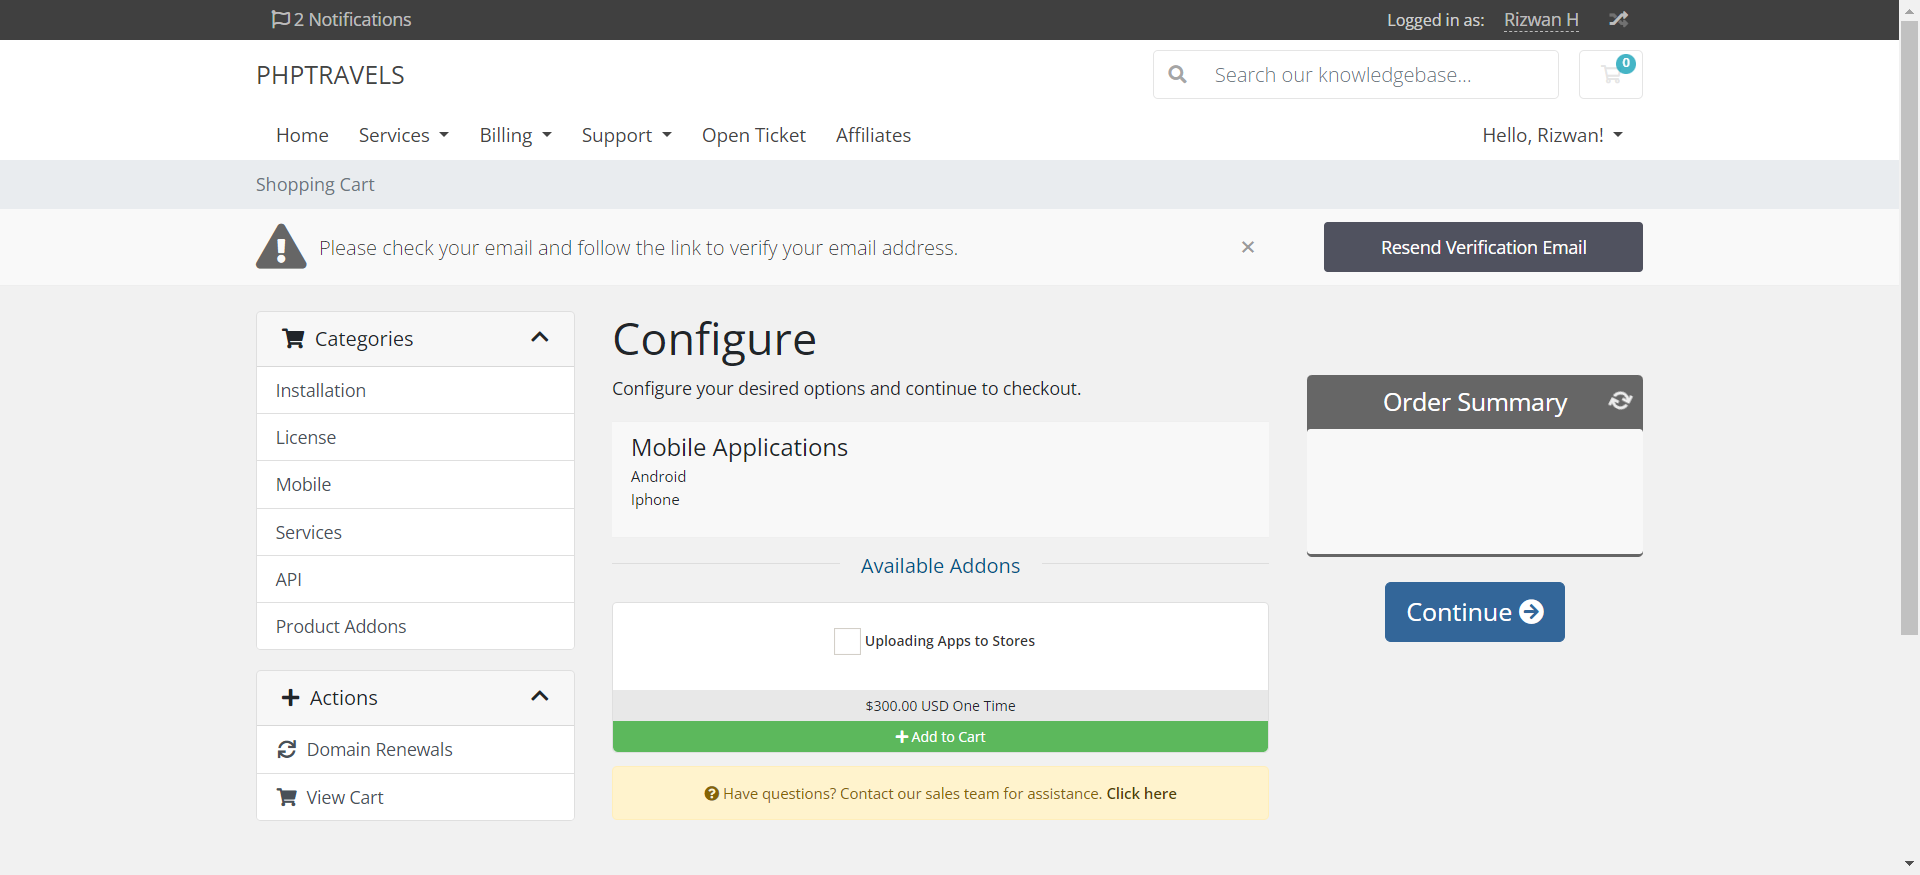 2 Notifications
Logged in as: Rizwan H
PHPTRAVELS
Search our knowledgebase...
0
Home Services Billing Support Open Ticket Affiliates
Hello, Rizwan!
Shopping Cart
Please check your email and follow the link to verify your email address.
×
Resend Verification Email
Categories
Installation
License
Mobile
Services
API
Product Addons
Actions
Domain Renewals
View Cart
Configure
Configure your desired options and continue to checkout.
Mobile Applications
Android
Iphone
Available Addons
Uploading Apps to Stores
$300.00 USD One Time
Add to Cart
Have questions? Contact our sales team for assistance. Click here
Order Summary
Continue